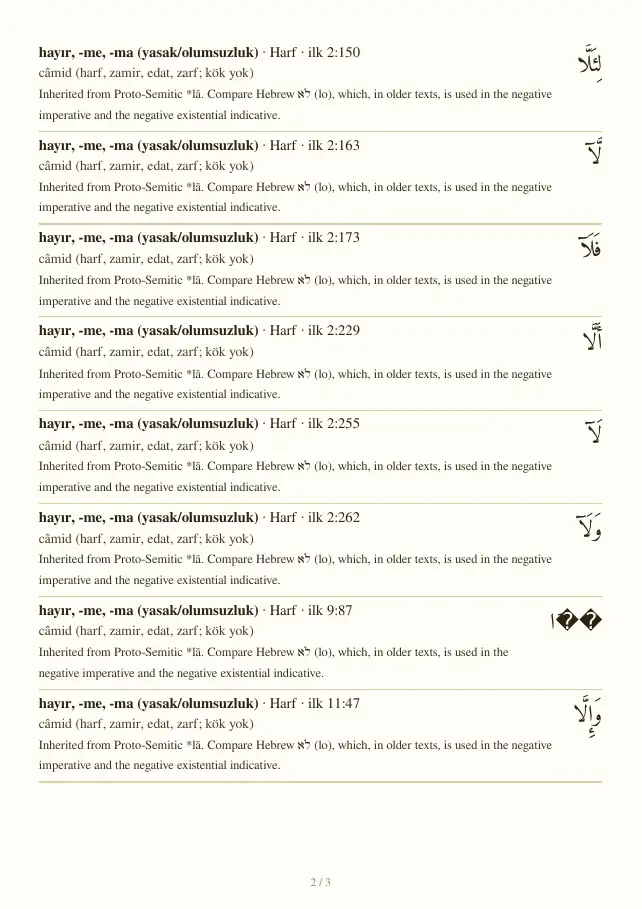 hayır, -me, -ma (yasak/olumsuzluk) · Harf · ilk 2:150 لِئَلَّا
câmid (harf, zamir, edat, zarf; kök yok)
Inherited from Proto-Semitic *lā. Compare Hebrew לא (lo), which, in older texts, is used in the negative
imperative and the negative existential indicative.
hayır, -me, -ma (yasak/olumsuzluk) · Harf · ilk 2:163 لَّآ
câmid (harf, zamir, edat, zarf; kök yok)
Inherited from Proto-Semitic *lā. Compare Hebrew לא (lo), which, in older texts, is used in the negative
imperative and the negative existential indicative.
hayır, -me, -ma (yasak/olumsuzluk) · Harf · ilk 2:173 فَلَآ
câmid (harf, zamir, edat, zarf; kök yok)
Inherited from Proto-Semitic *lā. Compare Hebrew לא (lo), which, in older texts, is used in the negative
imperative and the negative existential indicative.
hayır, -me, -ma (yasak/olumsuzluk) · Harf · ilk 2:229 أَلَّا
câmid (harf, zamir, edat, zarf; kök yok)
Inherited from Proto-Semitic *lā. Compare Hebrew לא (lo), which, in older texts, is used in the negative
imperative and the negative existential indicative.
hayır, -me, -ma (yasak/olumsuzluk) · Harf · ilk 2:255 لَآ
câmid (harf, zamir, edat, zarf; kök yok)
Inherited from Proto-Semitic *lā. Compare Hebrew לא (lo), which, in older texts, is used in the negative
imperative and the negative existential indicative.
hayır, -me, -ma (yasak/olumsuzluk) · Harf · ilk 2:262 وَلَآ
câmid (harf, zamir, edat, zarf; kök yok)
Inherited from Proto-Semitic *lā. Compare Hebrew לא (lo), which, in older texts, is used in the negative
imperative and the negative existential indicative.
hayır, -me, -ma (yasak/olumsuzluk) · Harf · ilk 9:87
câmid (harf, zamir, edat, zarf; kök yok)
Inherited from Proto-Semitic *lā. Compare Hebrew לא (lo), which, in older texts, is used in the
negative imperative and the negative existential indicative.
hayır, -me, -ma (yasak/olumsuzluk) · Harf · ilk 11:47 وَإِلَّا
câmid (harf, zamir, edat, zarf; kök yok)
Inherited from Proto-Semitic *lā. Compare Hebrew לא (lo), which, in older texts, is used in the negative
imperative and the negative existential indicative.
2 / 3